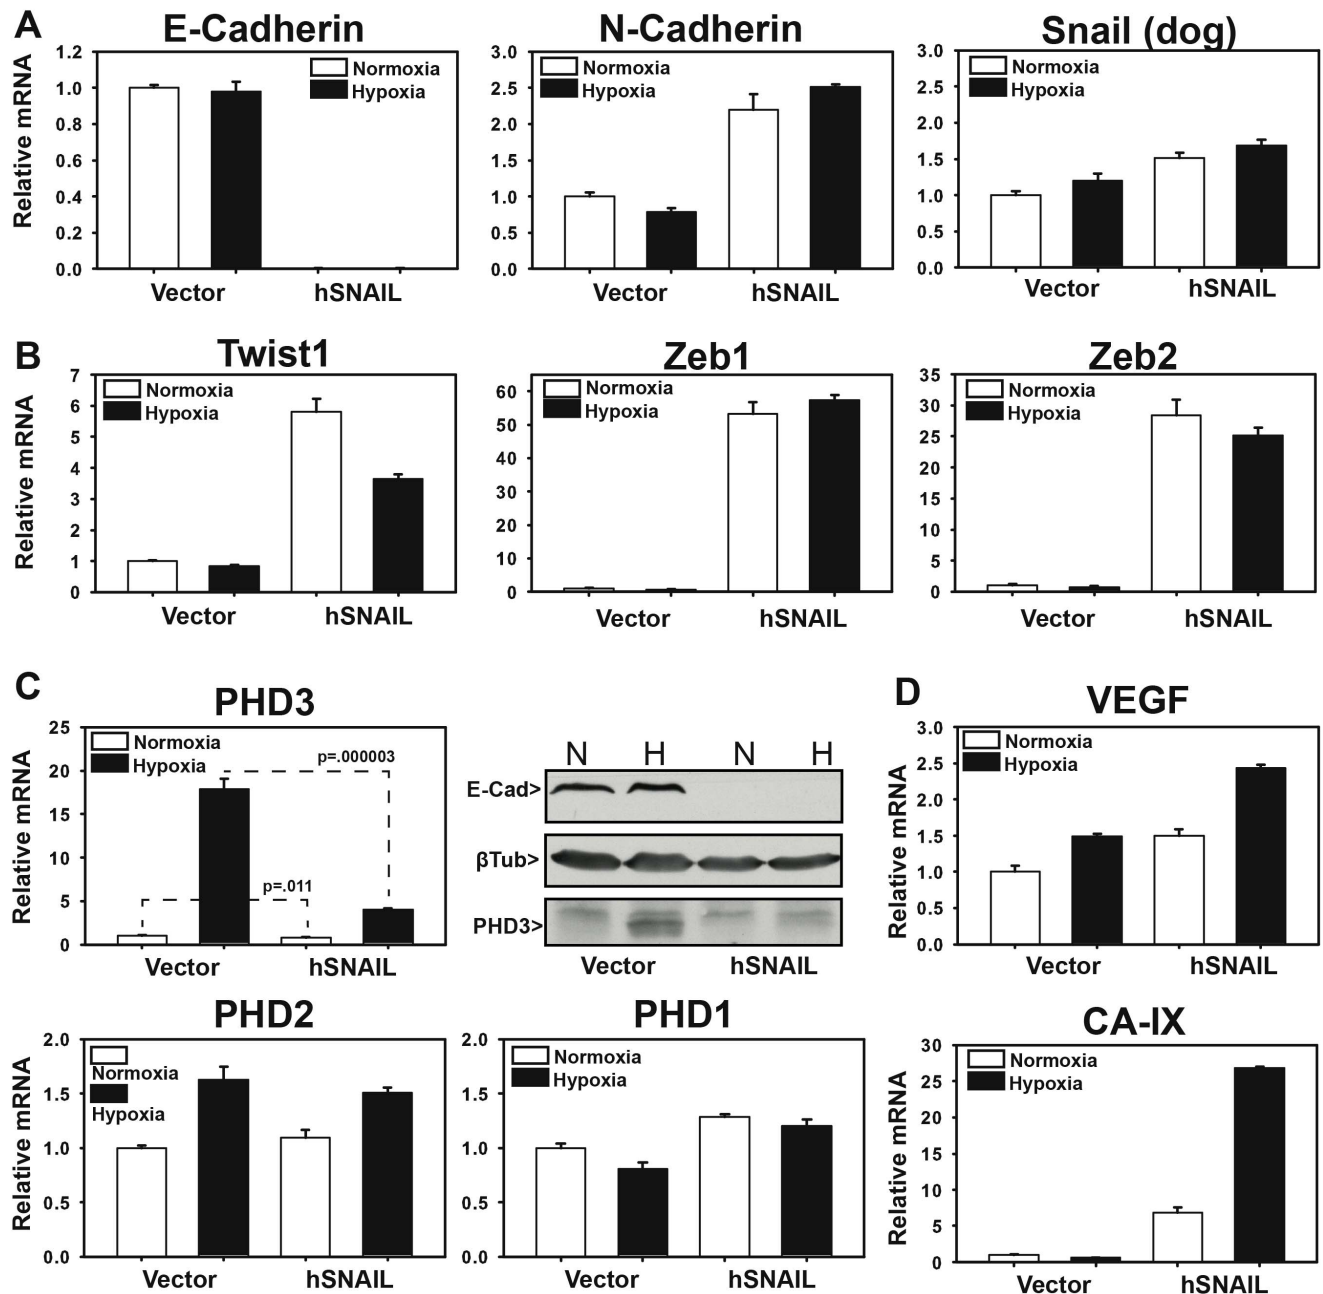 A
E-Cadherin
N-Cadherin
Snail (dog)
Relative mRNA
1.2
1.0
0.8
0.6
0.4
0.2
0.0
Normoxia
Hypoxia
Vector
hSNAIL
3.0
2.5
2.0
1.5
1.0
0.5
0.0
Normoxia
Hypoxia
Vector
hSNAIL
3.0
2.5
2.0
1.5
1.0
0.5
0.0
Normoxia
Hypoxia
Vector
hSNAIL
B
Twist1
Zeb1
Zeb2
Relative mRNA
7
6
5
4
3
2
1
0
Normoxia
Hypoxia
Vector
hSNAIL
60
50
40
30
20
10
0
Normoxia
Hypoxia
Vector
hSNAIL
35
30
25
20
15
10
5
0
Normoxia
Hypoxia
Vector
hSNAIL
C
PHD3
Relative mRNA
25
20
15
10
5
0
Normoxia
Hypoxia
p=.000003
p=.011
Vector
hSNAIL
N H N H
E-Cad>
βTub>
PHD3>
Vector
hSNAIL
D
VEGF
Relative mRNA
3.0
2.5
2.0
1.5
1.0
0.5
0.0
Normoxia
Hypoxia
Vector
hSNAIL
PHD2
Relative mRNA
2.0
1.5
1.0
0.5
0.0
Normoxia
Hypoxia
Vector
hSNAIL
PHD1
2.0
1.5
1.0
0.5
0.0
Normoxia
Hypoxia
Vector
hSNAIL
CA-IX
Relative mRNA
30
25
20
15
10
5
0
Normoxia
Hypoxia
Vector
hSNAIL